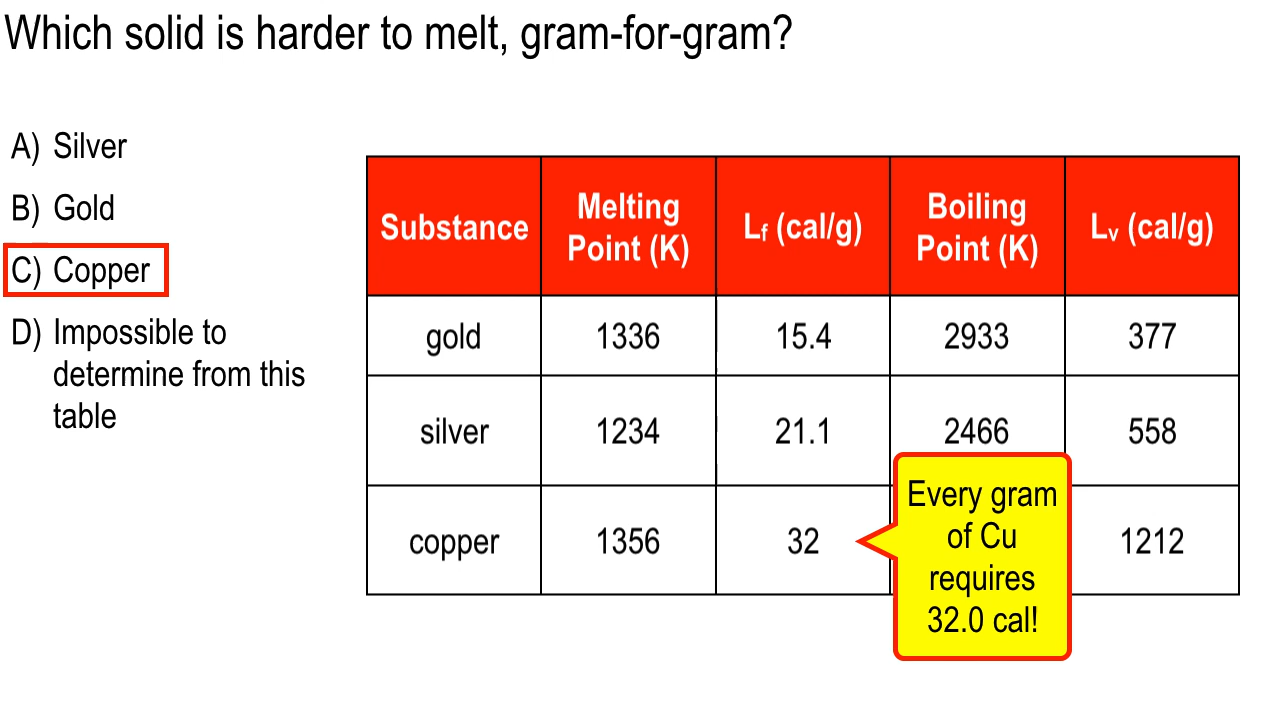 Which solid is harder to melt, gram-for-gram?
A) Silver
B) Gold
C) Copper
D) Impossible to
determine from this
table
Substance Melting Point (K) Lf (cal/g) Boiling Point (K) Lv (cal/g)
gold 1336 15.4 2933 377
silver 1234 21.1 2466 558
copper 1356 32 1212
Every gram
of Cu
requires
32.0 cal!